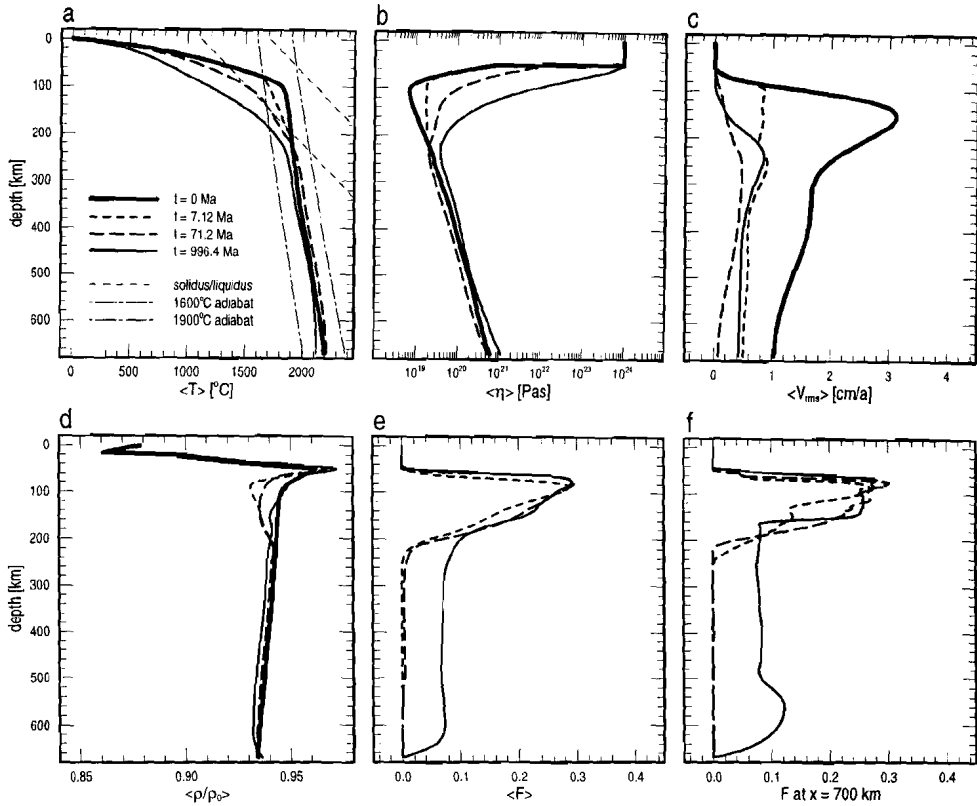 a
b
c
0
100
200
300
400
500
600
depth [km]
t = 0 Ma
t = 7.12 Ma
t = 71.2 Ma
t = 996.4 Ma
solidus/liquidus
1600°C adiabat
1900°C adiabat
0 500 1000 1500 2000
<T> [°C]
10^19 10^20 10^21 10^22 10^23 10^24
<η> [Pas]
0 1 2 3 4
<V_rms> [cm/a]
d
e
f
0
100
200
300
400
500
600
depth [km]
0.85 0.90 0.95
<ρ/ρ₀>
0.0 0.1 0.2 0.3 0.4
<F>
0.0 0.1 0.2 0.3 0.4
F at x = 700 km